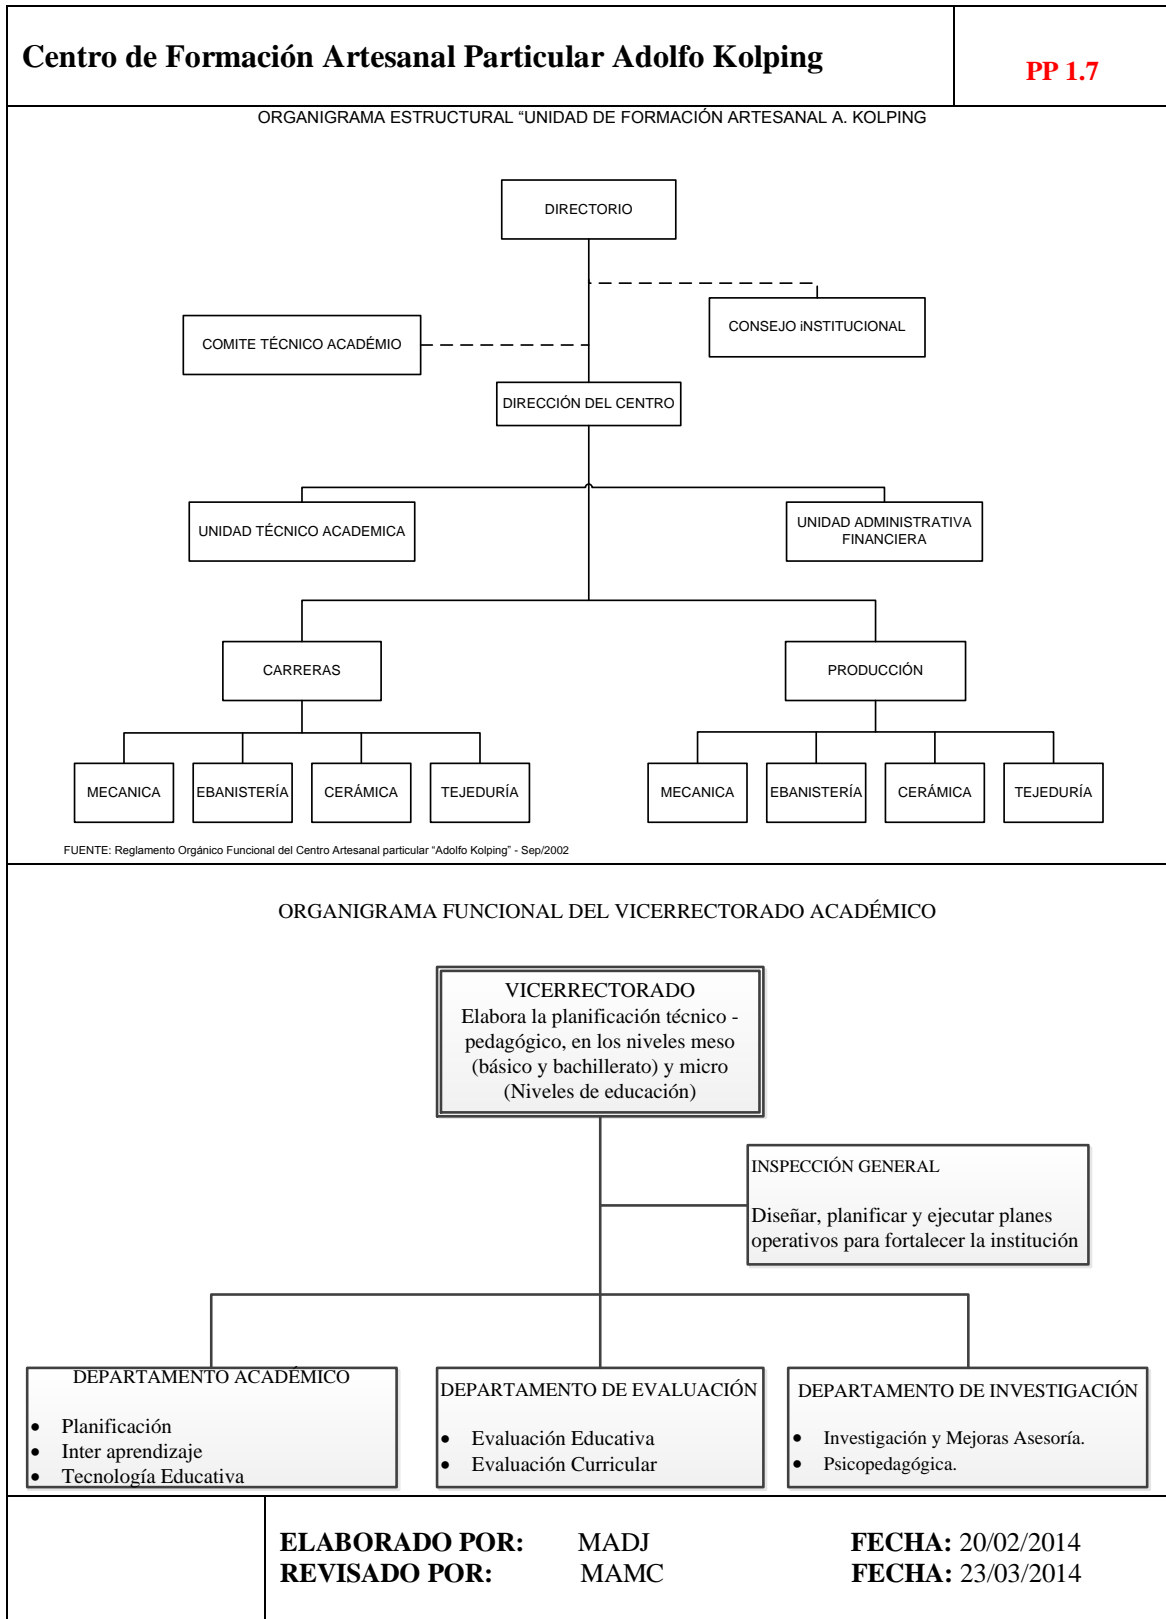 Centro de Formación Artesanal Particular Adolfo Kolping
PP 1.7
ORGANIGRAMA ESTRUCTURAL “UNIDAD DE FORMACIÓN ARTESANAL A. KOLPING
DIRECTORIO
CONSEJO iNSTITUCIONAL
COMITE TÉCNICO ACADÉMIO
DIRECCIÓN DEL CENTRO
UNIDAD TÉCNICO ACADEMICA
UNIDAD ADMINISTRATIVA
FINANCIERA
CARRERAS
PRODUCCIÓN
MECANICA
EBANISTERÍA
CERÁMICA
TEJEDURÍA
MECANICA
EBANISTERÍA
CERÁMICA
TEJEDURÍA
FUENTE: Reglamento Orgánico Funcional del Centro Artesanal particular “Adolfo Kolping” - Sep/2002
ORGANIGRAMA FUNCIONAL DEL VICERRECTORADO ACADÉMICO
VICERRECTORADO
Elabora la planificación técnico -
pedagógico, en los niveles meso
(básico y bachillerato) y micro
(Niveles de educación)
INSPECCIÓN GENERAL
Diseñar, planificar y ejecutar planes
operativos para fortalecer la institución
DEPARTAMENTO ACADÉMICO
• Planificación
• Inter aprendizaje
• Tecnología Educativa
DEPARTAMENTO DE EVALUACIÓN
• Evaluación Educativa
• Evaluación Curricular
DEPARTAMENTO DE INVESTIGACIÓN
• Investigación y Mejoras Asesoría.
• Psicopedagógica.
ELABORADO POR: MADJ FECHA: 20/02/2014
REVISADO POR: MAMC FECHA: 23/03/2014